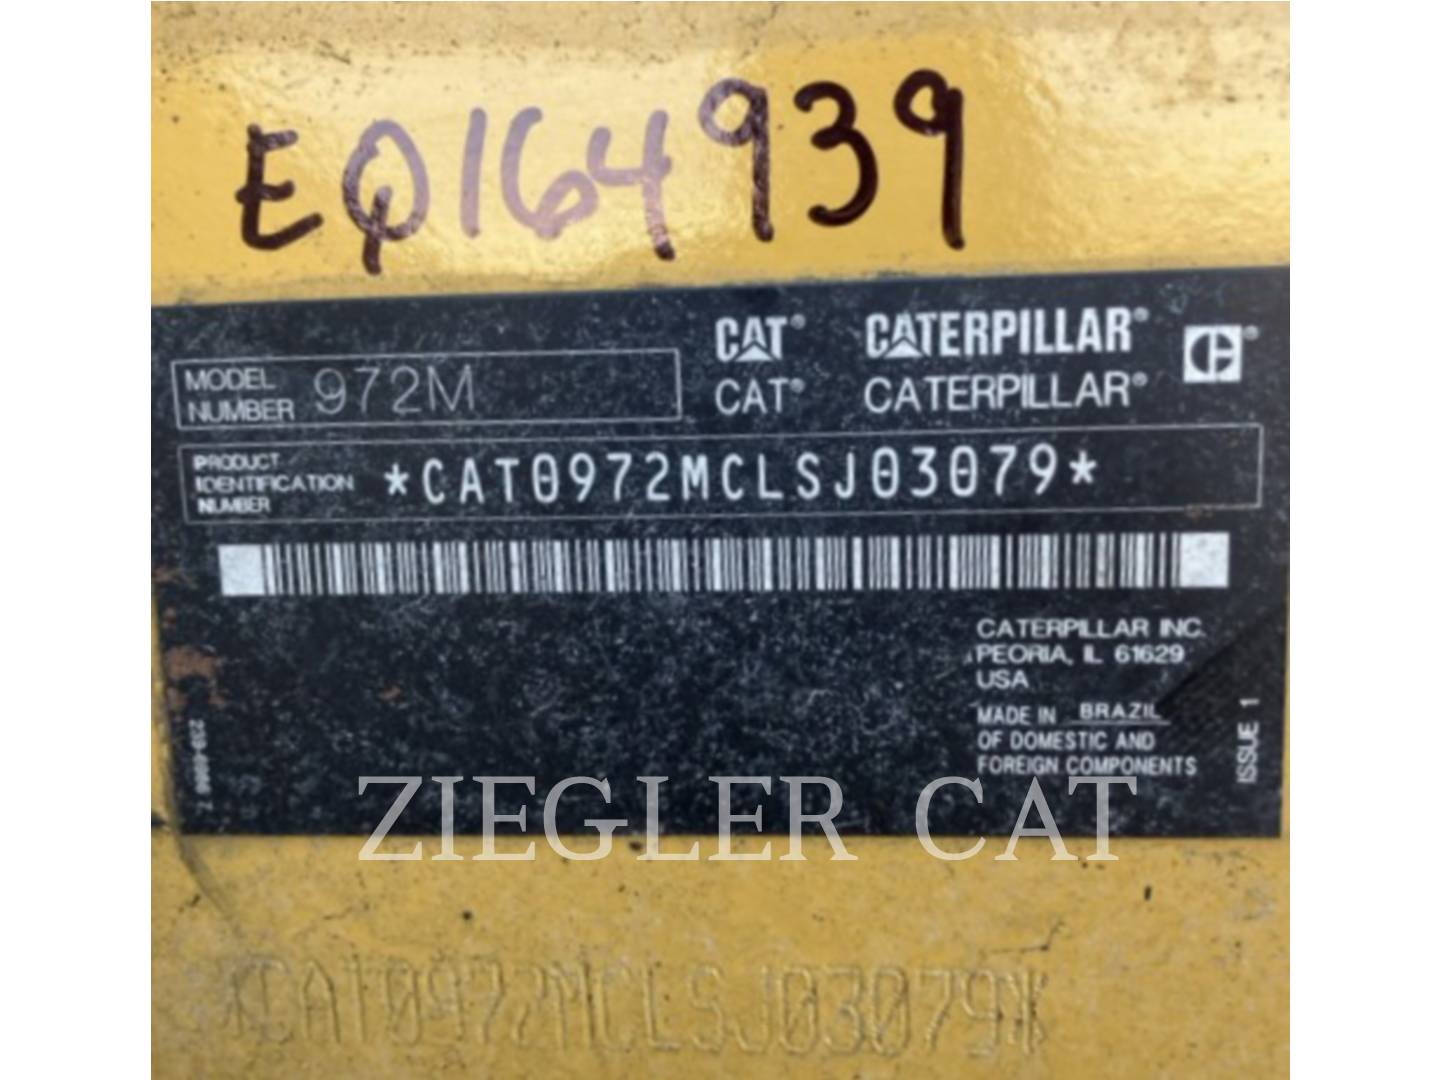 EQ164939
CAT® CATERPILLAR®
CAT® CATERPILLAR®
MODEL NUMBER 972M
PRODUCT IDENTIFICATION NUMBER *CAT0972MCLSJ03079*
CATERPILLAR INC.
PEORIA, IL 61629
USA
MADE IN BRAZIL
OF DOMESTIC AND
FOREIGN COMPONENTS
ISSUE 1
ZIEGLER CAT
*CAT0972MCLSJ03079*